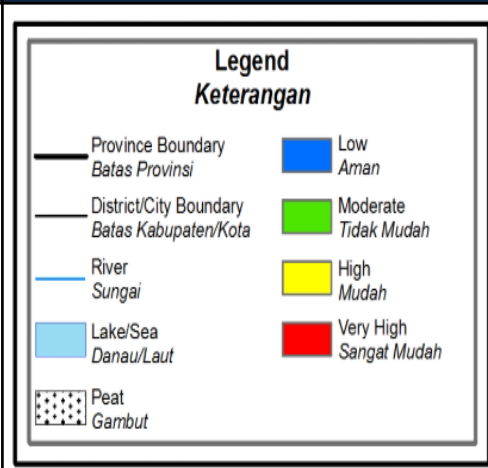 Legend
Keterangan
Province Boundary
Batas Provinsi
District/City Boundary
Batas Kabupaten/Kota
River
Sungai
Lake/Sea
Danau/Laut
Peat
Gambut
Low
Aman
Moderate
Tidak Mudah
High
Mudah
Very High
Sangat Mudah